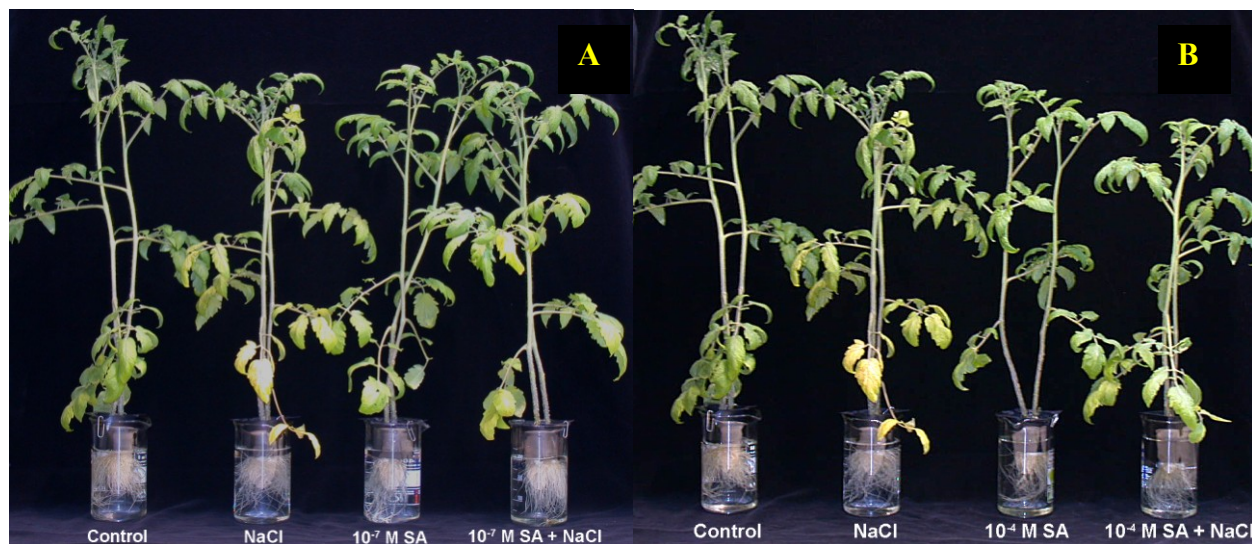 A
B
Control NaCl 10⁻⁷ M SA 10⁻⁷ M SA + NaCl
Control NaCl 10⁻⁴ M SA 10⁻⁴ M SA + NaCl